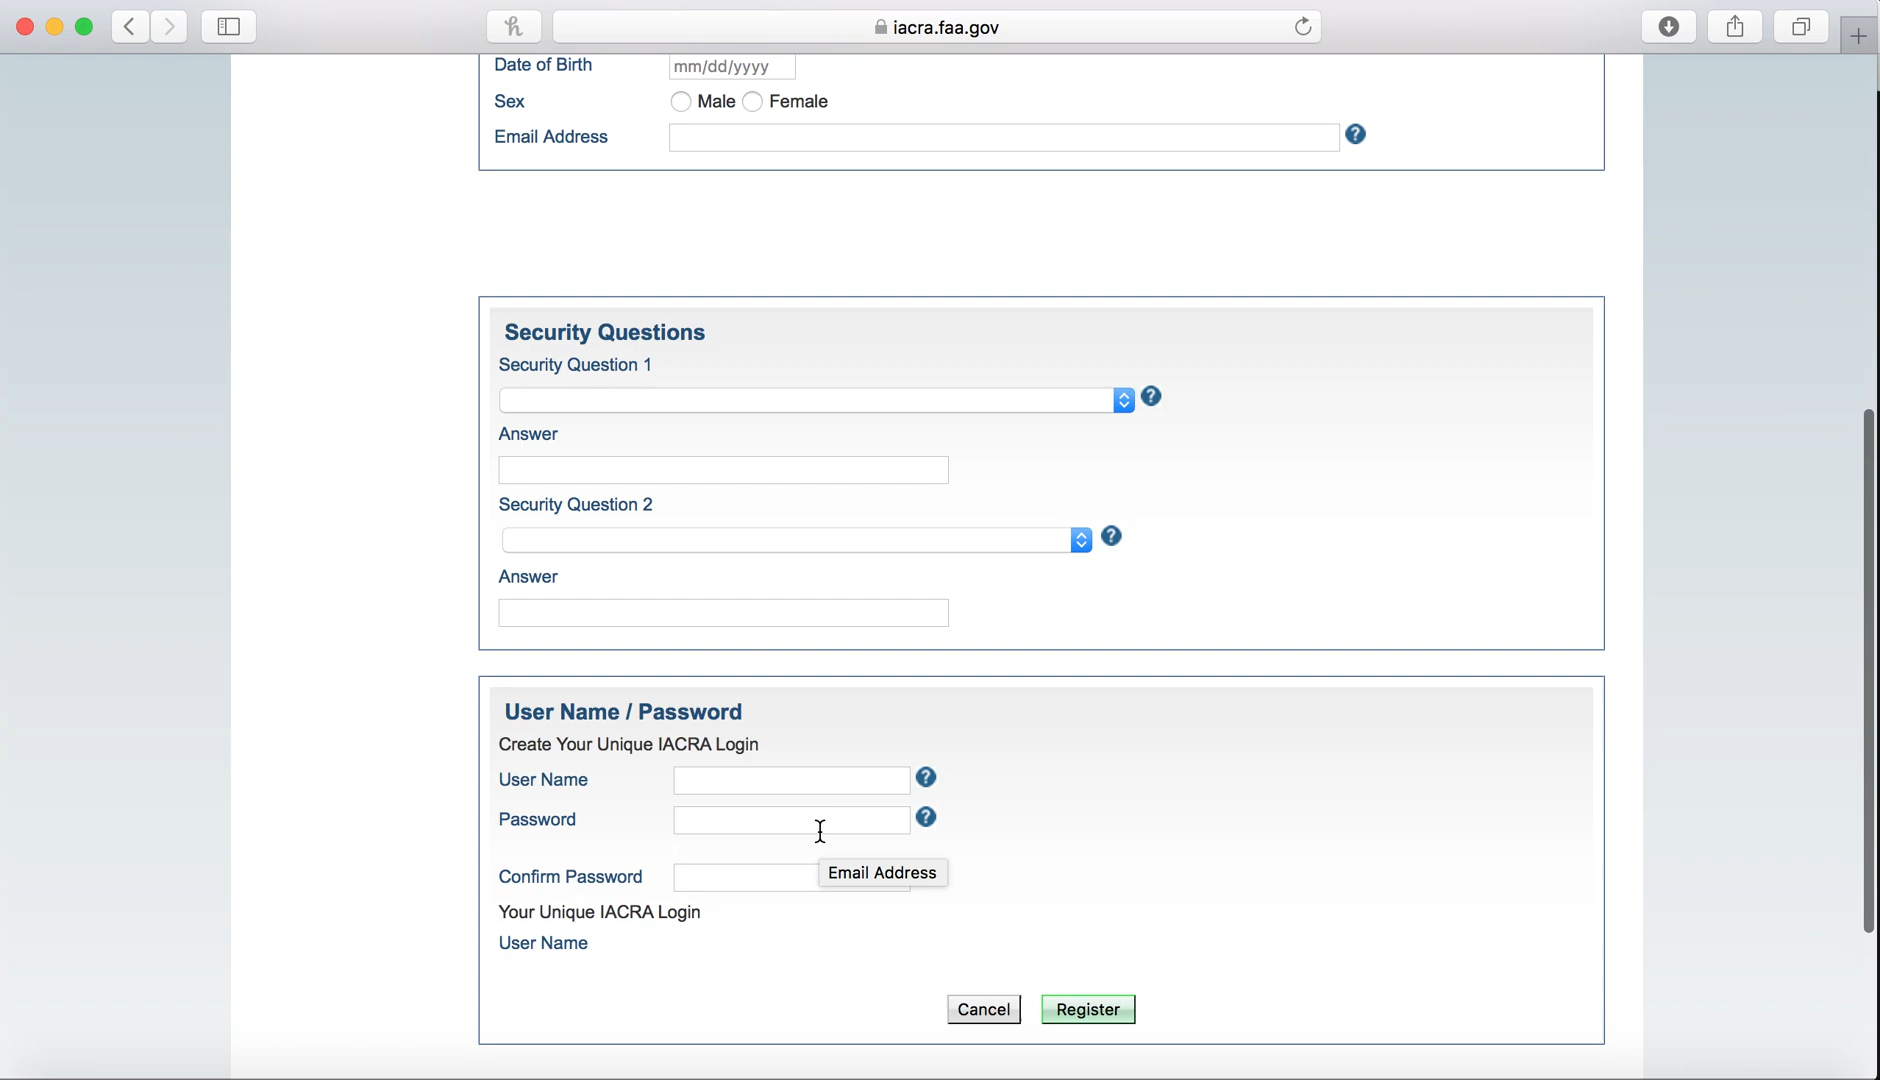 iacra.faa.gov
Date of Birth mm/dd/yyyy
Sex Male Female
Email Address ?
Security Questions
Security Question 1
?
Answer
Security Question 2
?
Answer
User Name / Password
Create Your Unique IACRA Login
User Name ?
Password ?
Confirm Password Email Address
Your Unique IACRA Login
User Name
Cancel Register